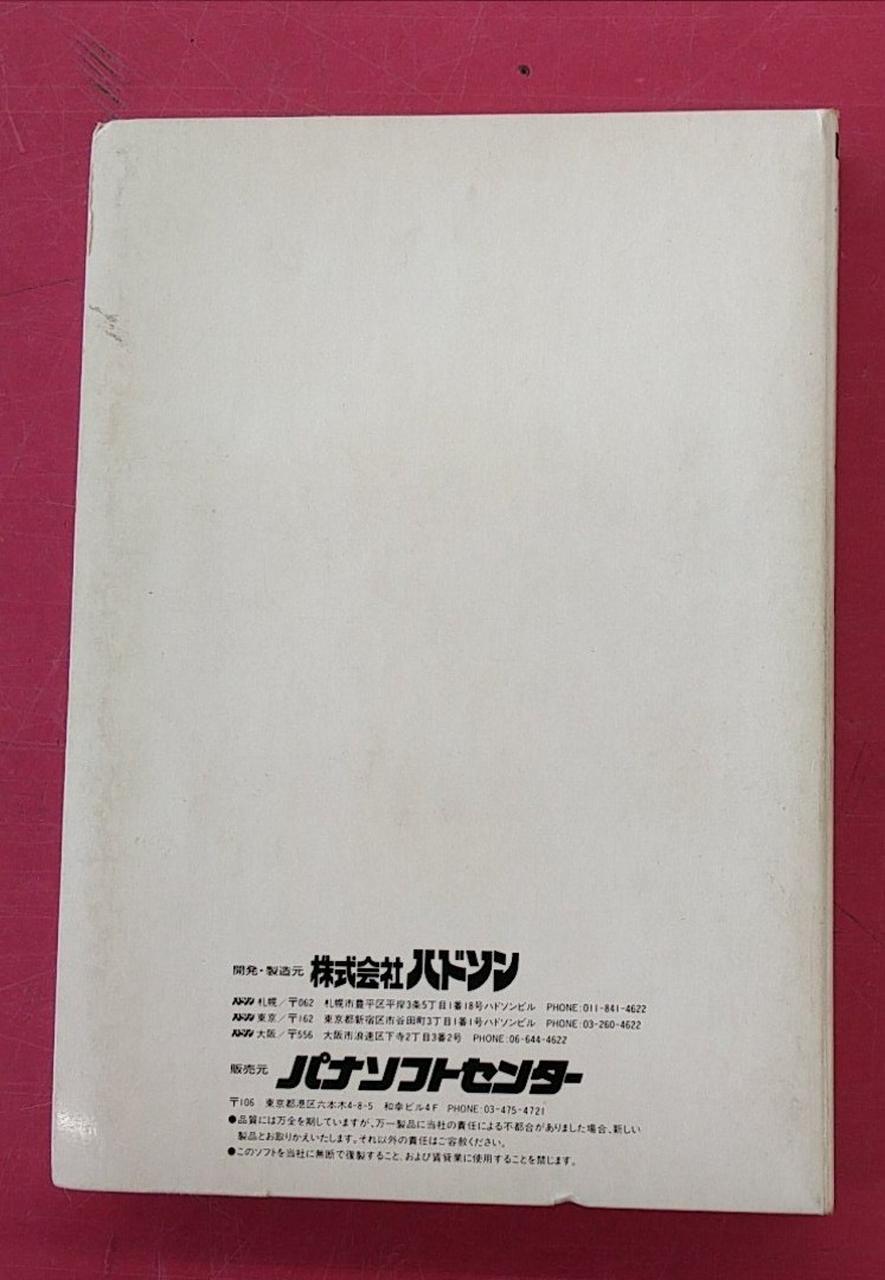 開発・製造元 株式会社ハドソン
ハドソン 札幌/〒062 札幌市豊平区平岸3条5丁目1番18号ハドソンビル PHONE:011-841-4622
ハドソン 東京/〒162 東京都新宿区市谷田町3丁目1番1号ハドソンビル PHONE:03-260-4622
ハドソン 大阪/〒556 大阪市浪速区下寺2丁目3番2号 PHONE:06-644-4622
販売元 パナソフトセンター
〒106 東京都港区六本木4-8-5 和幸ビル4F PHONE:03-475-4721
●品質には万全を期していますが、万一製品に当社の責任による不都合がありました場合、新しい
製品とお取りかえいたします。それ以外の責任はご容赦ください。
●このソフトを当社に無断で複製すること、および賃貸業に使用することを禁じます。